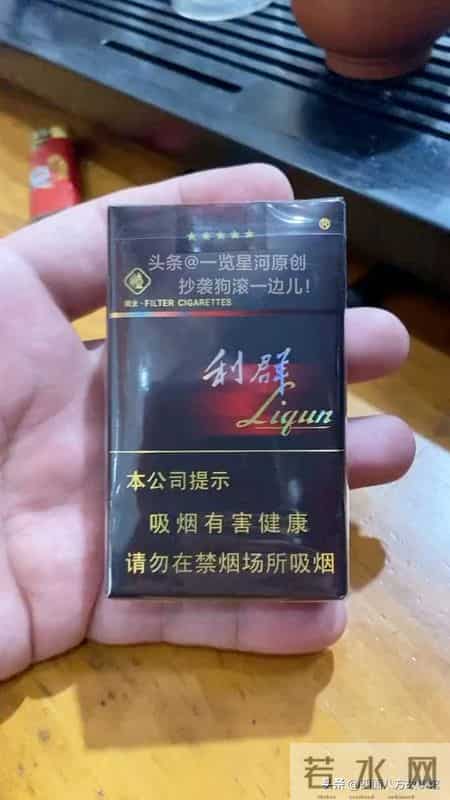 ★★★★★
®
头条@一览星河原创
抄袭狗滚一边儿!
FILTER CIGARETTES
利群
Liqun
本公司提示
吸烟有害健康
请勿在禁烟场所吸烟
若水网